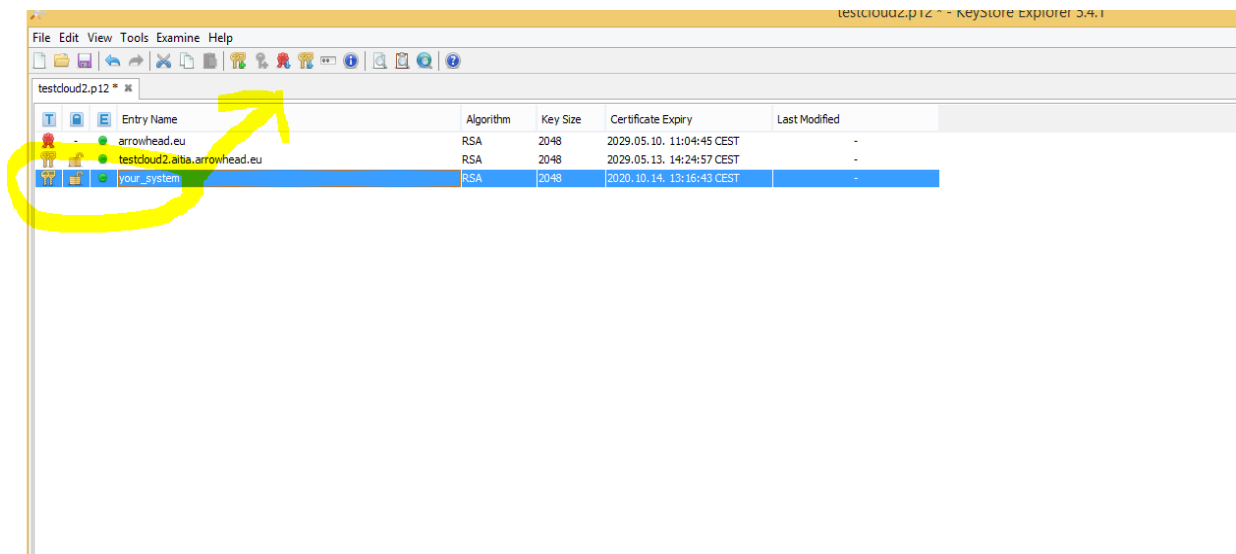 testcloud2.p12 * - KeyStore Explorer 5.4.1
File Edit View Tools Examine Help
testcloud2.p12 *
T E Entry Name Algorithm Key Size Certificate Expiry Last Modified
- arrowhead.eu RSA 2048 2029.05.10. 11:04:45 CEST -
testcloud2.aitia.arrowhead.eu RSA 2048 2029.05.13. 14:24:57 CEST -
your_system RSA 2048 2020.10.14. 13:16:43 CEST -